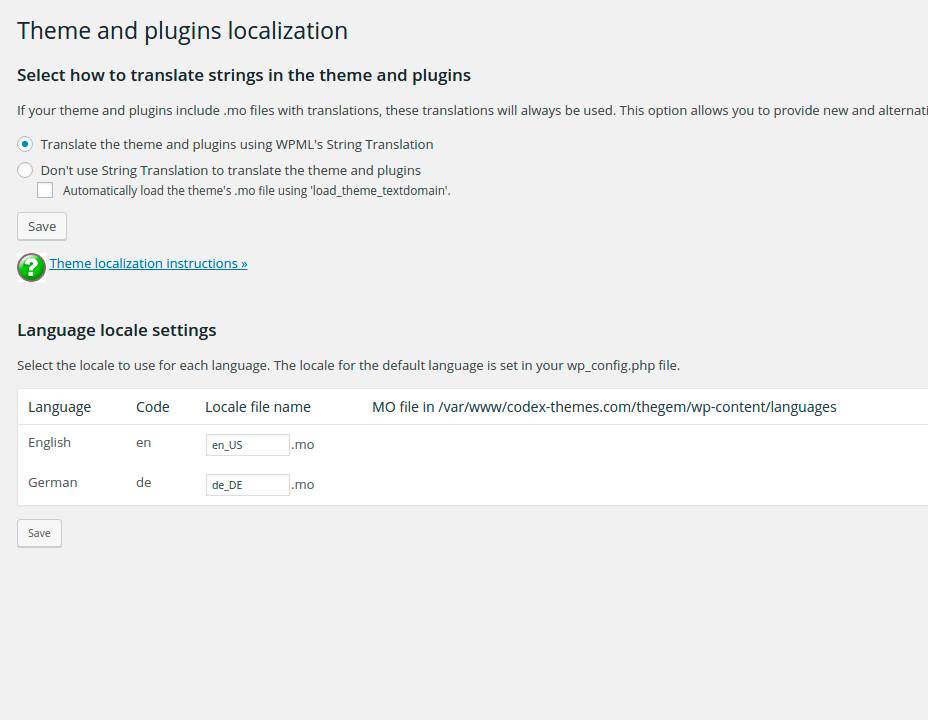 Theme and plugins localization
Select how to translate strings in the theme and plugins
If your theme and plugins include .mo files with translations, these translations will always be used. This option allows you to provide new and alternati
Translate the theme and plugins using WPML's String Translation
Don't use String Translation to translate the theme and plugins
Automatically load the theme's .mo file using 'load_theme_textdomain'.
Save
? Theme localization instructions »
Language locale settings
Select the locale to use for each language. The locale for the default language is set in your wp_config.php file.
Language Code Locale file name MO file in /var/www/codex-themes.com/thegem/wp-content/languages
English en en_US .mo
German de de_DE .mo
Save